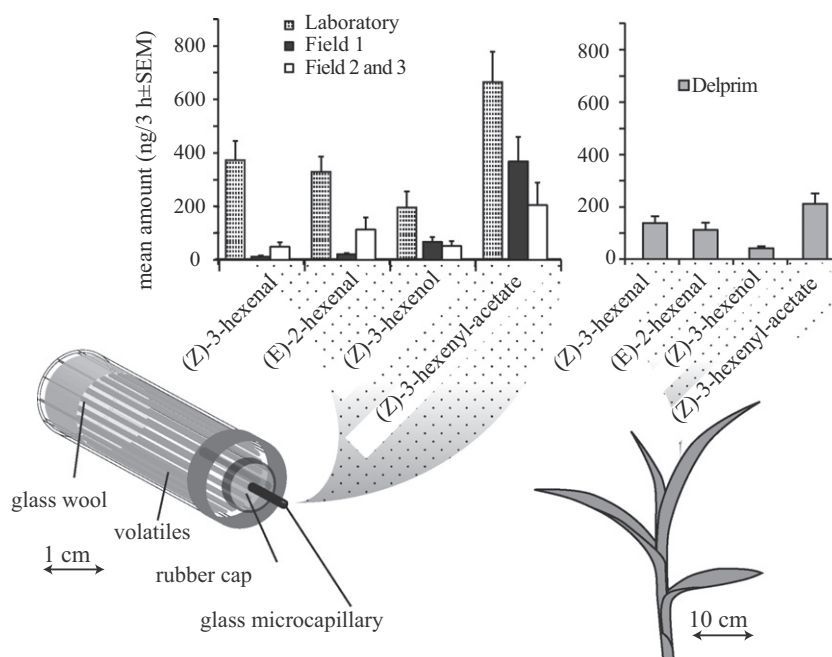 Laboratory
Field 1
Field 2 and 3
mean amount (ng/3 h±SEM)
800
600
400
200
0
(Z)-3-hexenal
(E)-2-hexenal
(Z)-3-hexenol
(Z)-3-hexenyl-acetate
Delprim
800
600
400
200
0
(Z)-3-hexenal
(E)-2-hexenal
(Z)-3-hexenol
(Z)-3-hexenyl-acetate
glass wool
volatiles
rubber cap
glass microcapillary
1 cm
10 cm